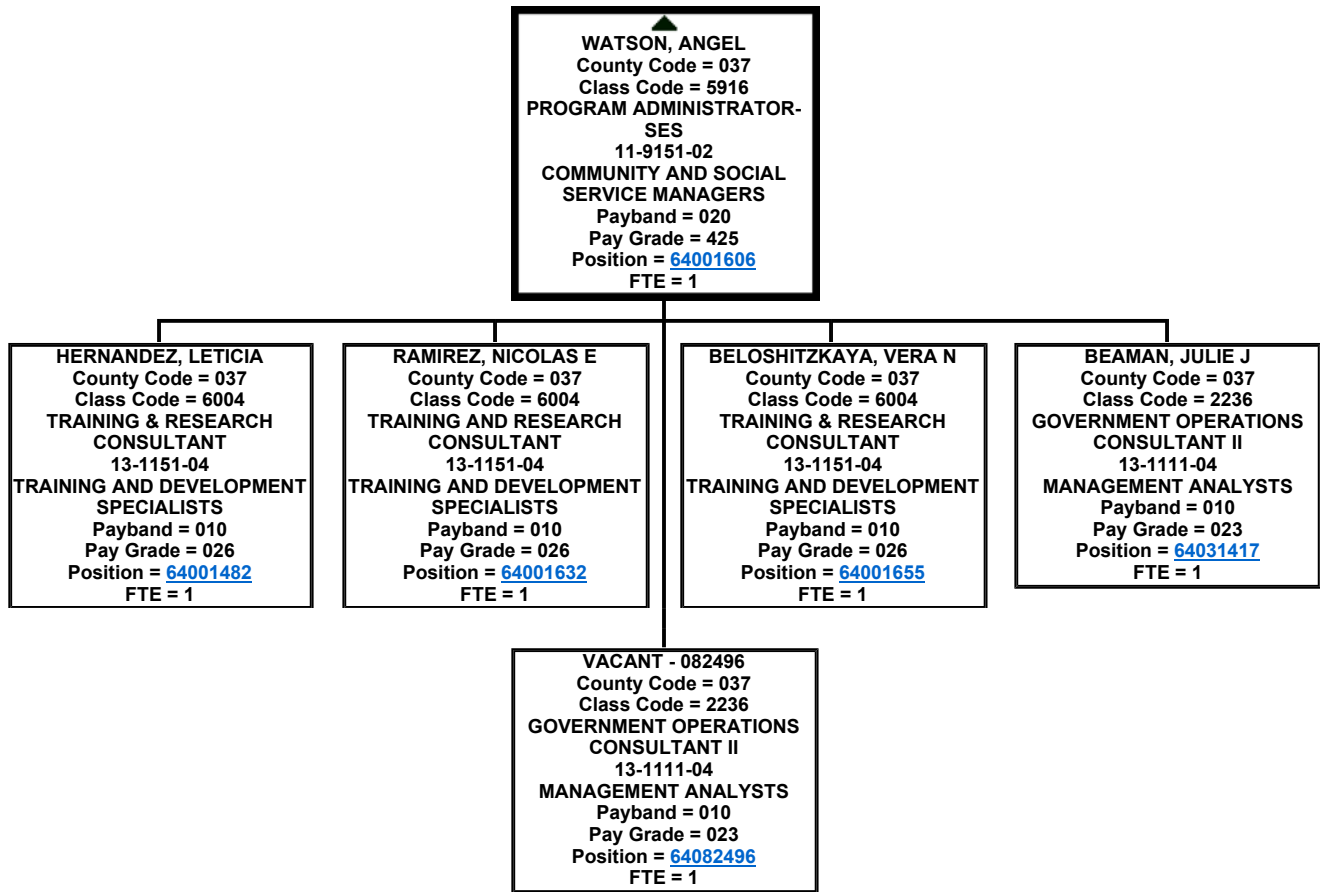 WATSON, ANGEL
County Code = 037
Class Code = 5916
PROGRAM ADMINISTRATOR-
SES
11-9151-02
COMMUNITY AND SOCIAL
SERVICE MANAGERS
Payband = 020
Pay Grade = 425
Position = 64001606
FTE = 1
HERNANDEZ, LETICIA
County Code = 037
Class Code = 6004
TRAINING & RESEARCH
CONSULTANT
13-1151-04
TRAINING AND DEVELOPMENT
SPECIALISTS
Payband = 010
Pay Grade = 026
Position = 64001482
FTE = 1
RAMIREZ, NICOLAS E
County Code = 037
Class Code = 6004
TRAINING AND RESEARCH
CONSULTANT
13-1151-04
TRAINING AND DEVELOPMENT
SPECIALISTS
Payband = 010
Pay Grade = 026
Position = 64001632
FTE = 1
BELOSHITZKAYA, VERA N
County Code = 037
Class Code = 6004
TRAINING & RESEARCH
CONSULTANT
13-1151-04
TRAINING AND DEVELOPMENT
SPECIALISTS
Payband = 010
Pay Grade = 026
Position = 64001655
FTE = 1
BEAMAN, JULIE J
County Code = 037
Class Code = 2236
GOVERNMENT OPERATIONS
CONSULTANT II
13-1111-04
MANAGEMENT ANALYSTS
Payband = 010
Pay Grade = 023
Position = 64031417
FTE = 1
VACANT - 082496
County Code = 037
Class Code = 2236
GOVERNMENT OPERATIONS
CONSULTANT II
13-1111-04
MANAGEMENT ANALYSTS
Payband = 010
Pay Grade = 023
Position = 64082496
FTE = 1